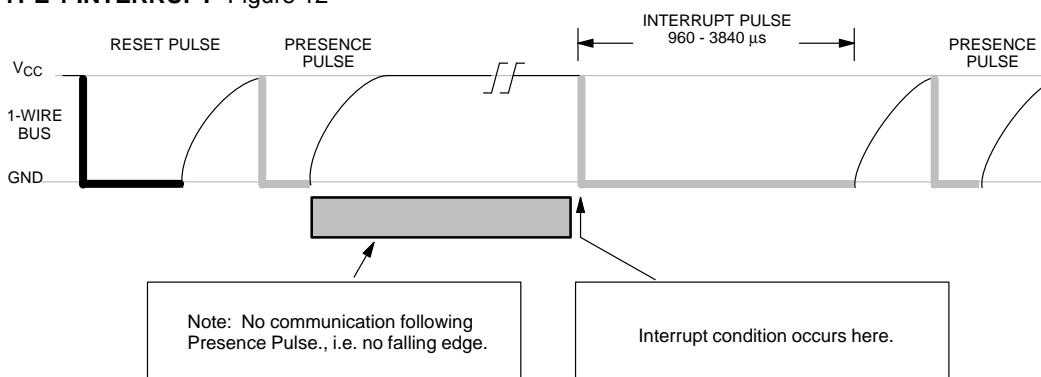 TYPE 1 INTERRUPT Figure 12
INTERRUPT PULSE
960 - 3840 µs
RESET PULSE
PRESENCE
PULSE
PRESENCE
PULSE
VCC
1-WIRE
BUS
GND
Note: No communication following
Presence Pulse., i.e. no falling edge.
Interrupt condition occurs here.